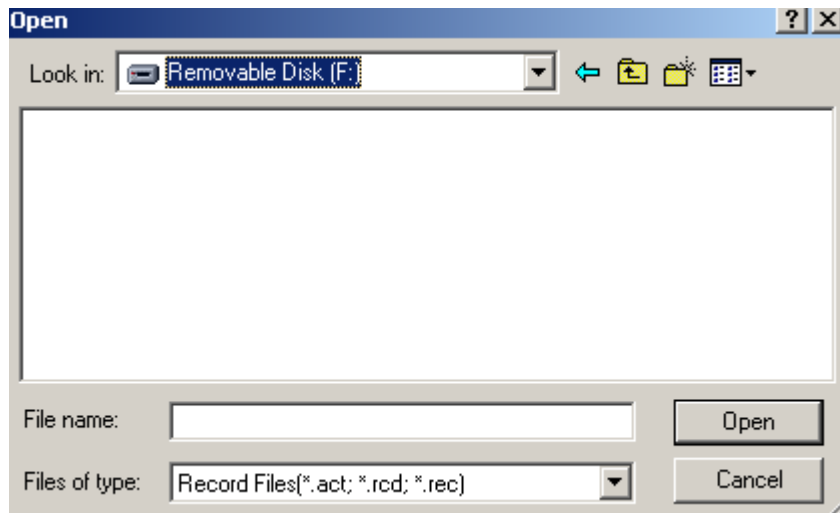 Open
Look in: Removable Disk (F:)
File name:
Open
Files of type: Record Files(*.act; *.rcd; *.rec)
Cancel